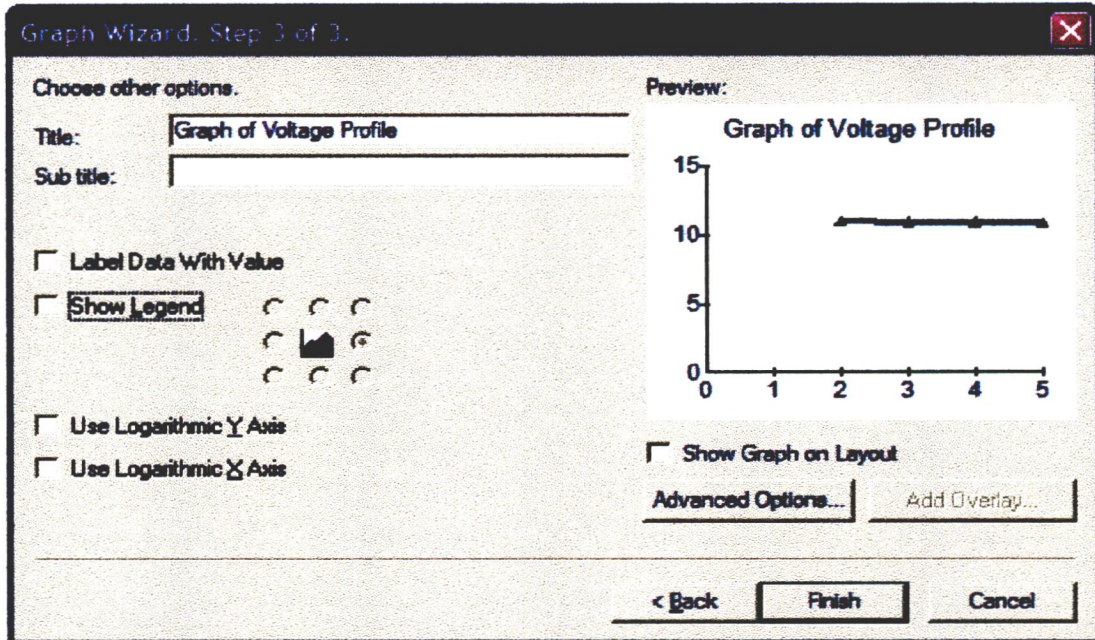 Graph Wizard. Step 3 of 3.
Choose other options.
Title: Graph of Voltage Profile
Sub title:
Label Data With Value
Show Legend
Use Logarithmic Y Axis
Use Logarithmic X Axis
Preview:
Graph of Voltage Profile
15
10
5
0
0 1 2 3 4 5
Show Graph on Layout
Advanced Options... Add Overlay...
< Back Finish Cancel